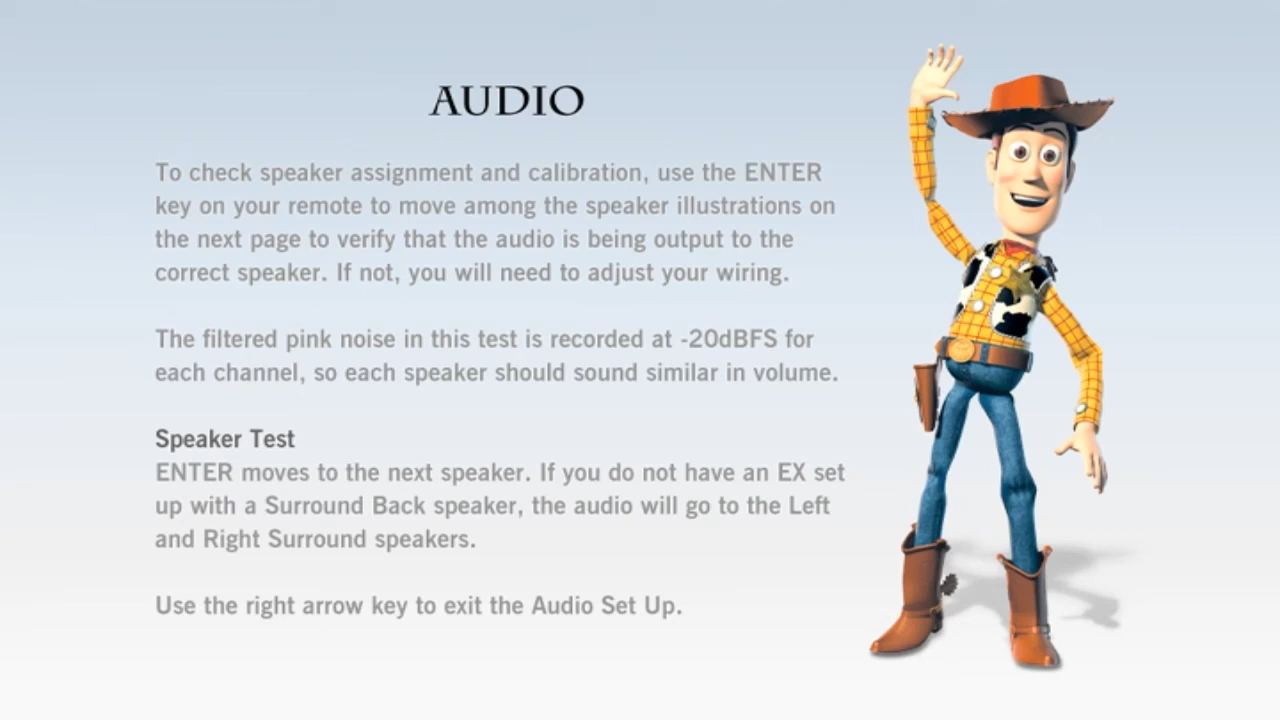 AUDIO
To check speaker assignment and calibration, use the ENTER
key on your remote to move among the speaker illustrations on
the next page to verify that the audio is being output to the
correct speaker. If not, you will need to adjust your wiring.
The filtered pink noise in this test is recorded at -20dBFS for
each channel, so each speaker should sound similar in volume.
Speaker Test
ENTER moves to the next speaker. If you do not have an EX set
up with a Surround Back speaker, the audio will go to the Left
and Right Surround speakers.
Use the right arrow key to exit the Audio Set Up.